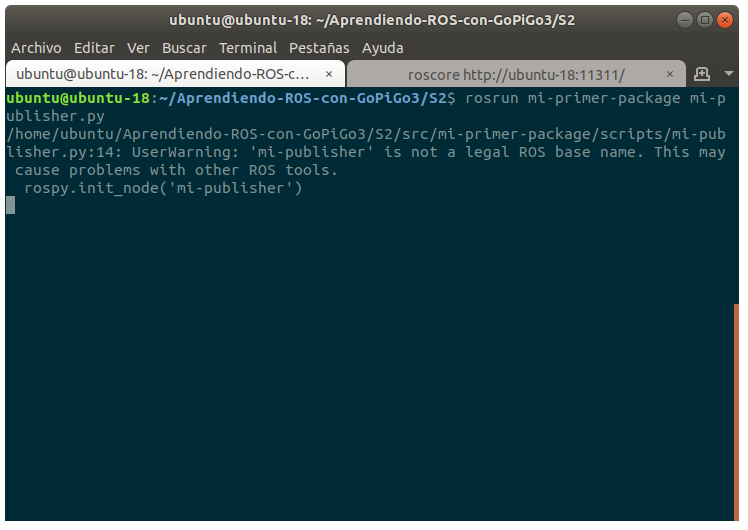 ubuntu@ubuntu-18: ~/Aprendiendo-ROS-con-GoPiGo3/S2
Archivo Editar Ver Buscar Terminal Pestañas Ayuda
ubuntu@ubuntu-18: ~/Aprendiendo-ROS-c... × roscore http://ubuntu-18:11311/ ×
ubuntu@ubuntu-18:~/Aprendiendo-ROS-con-GoPiGo3/S2$ rosrun mi-primer-package mi-p
ublisher.py
/home/ubuntu/Aprendiendo-ROS-con-GoPiGo3/S2/src/mi-primer-package/scripts/mi-pub
lisher.py:14: UserWarning: 'mi-publisher' is not a legal ROS base name. This may
 cause problems with other ROS tools.
  rospy.init_node('mi-publisher')